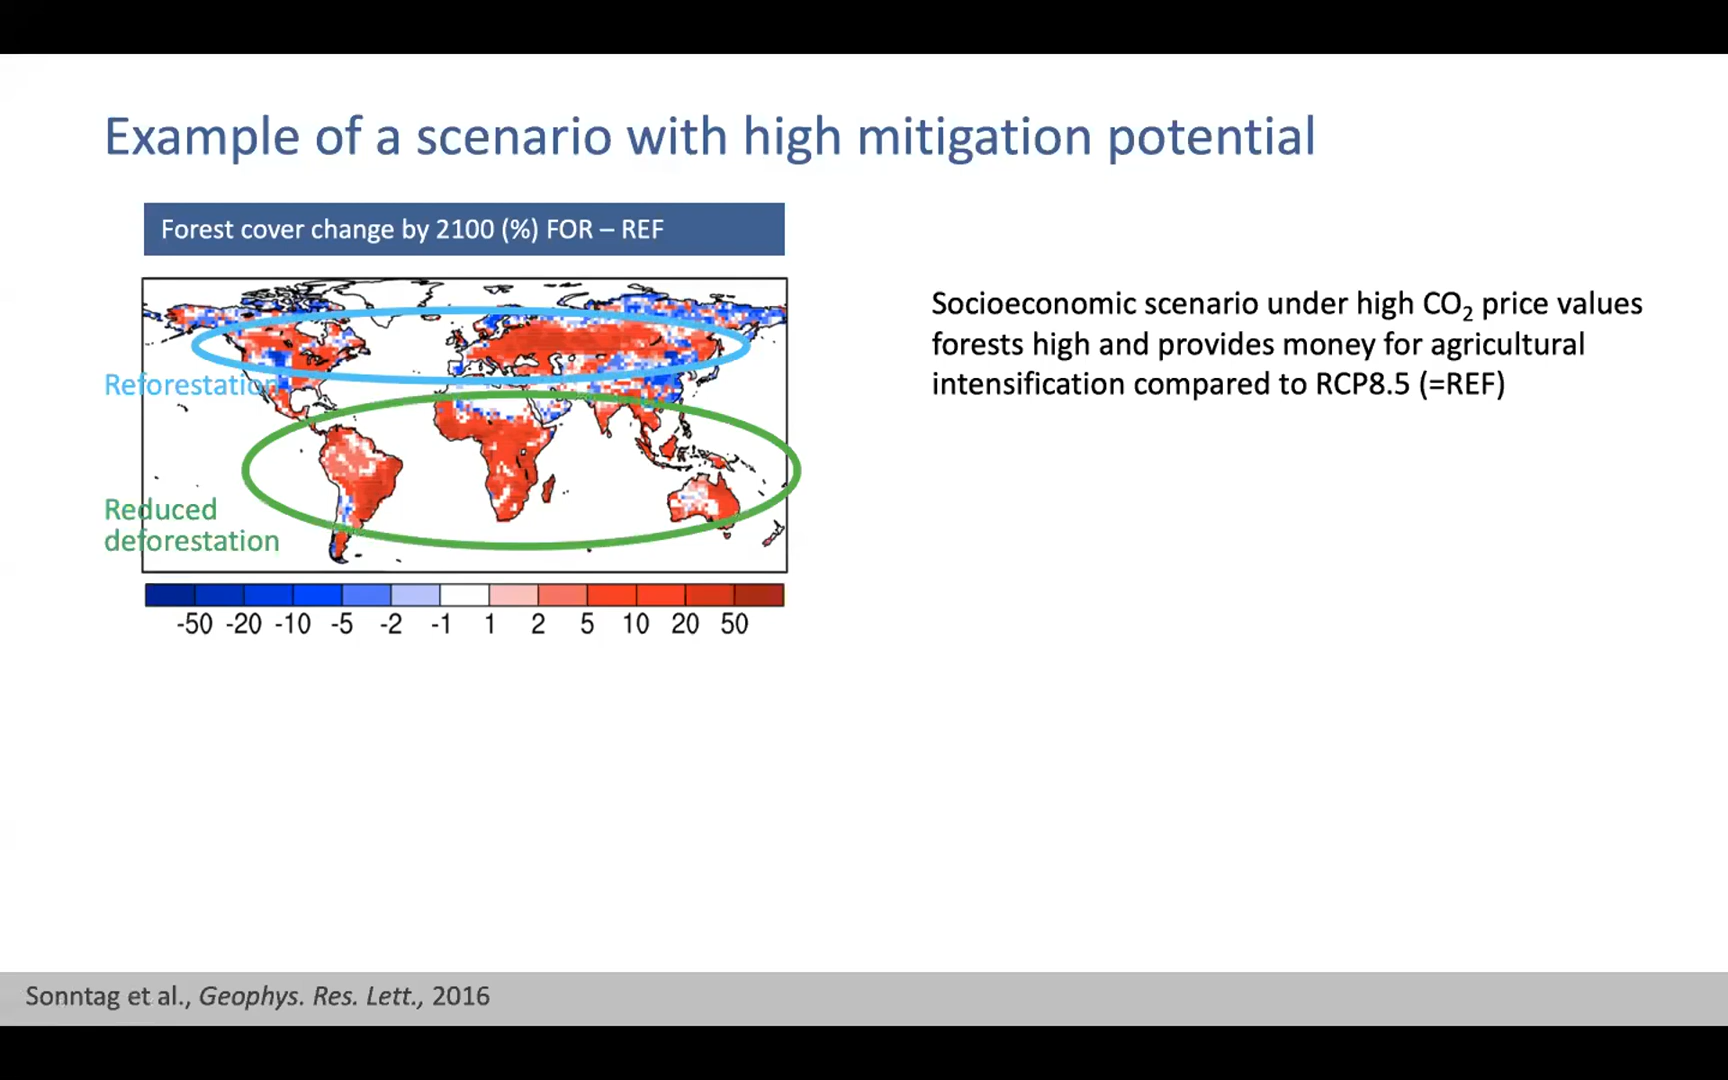 Example of a scenario with high mitigation potential
Forest cover change by 2100 (%) FOR – REF
Reforestation
Reduced
deforestation
-50 -20 -10 -5 -2 -1 1 2 5 10 20 50
Socioeconomic scenario under high CO₂ price values
forests high and provides money for agricultural
intensification compared to RCP8.5 (=REF)
Sonntag et al., Geophys. Res. Lett., 2016